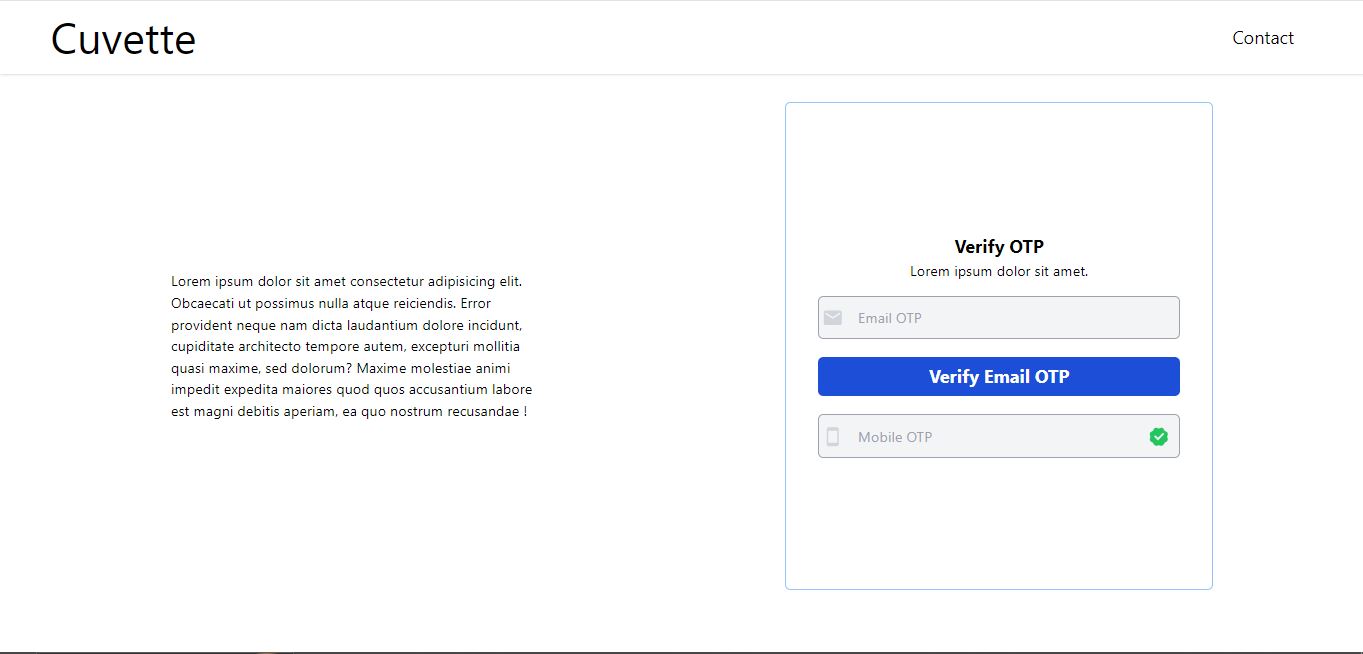 Cuvette
Contact
Lorem ipsum dolor sit amet consectetur adipisicing elit.
Obcaecati ut possimus nulla atque reiciendis. Error
provident neque nam dicta laudantium dolore incidunt,
cupiditate architecto tempore autem, excepturi mollitia
quasi maxime, sed dolorum? Maxime molestiae animi
impedit expedita maiores quod quos accusantium labore
est magni debitis aperiam, ea quo nostrum recusandae !
Verify OTP
Lorem ipsum dolor sit amet.
Email OTP
Verify Email OTP
Mobile OTP